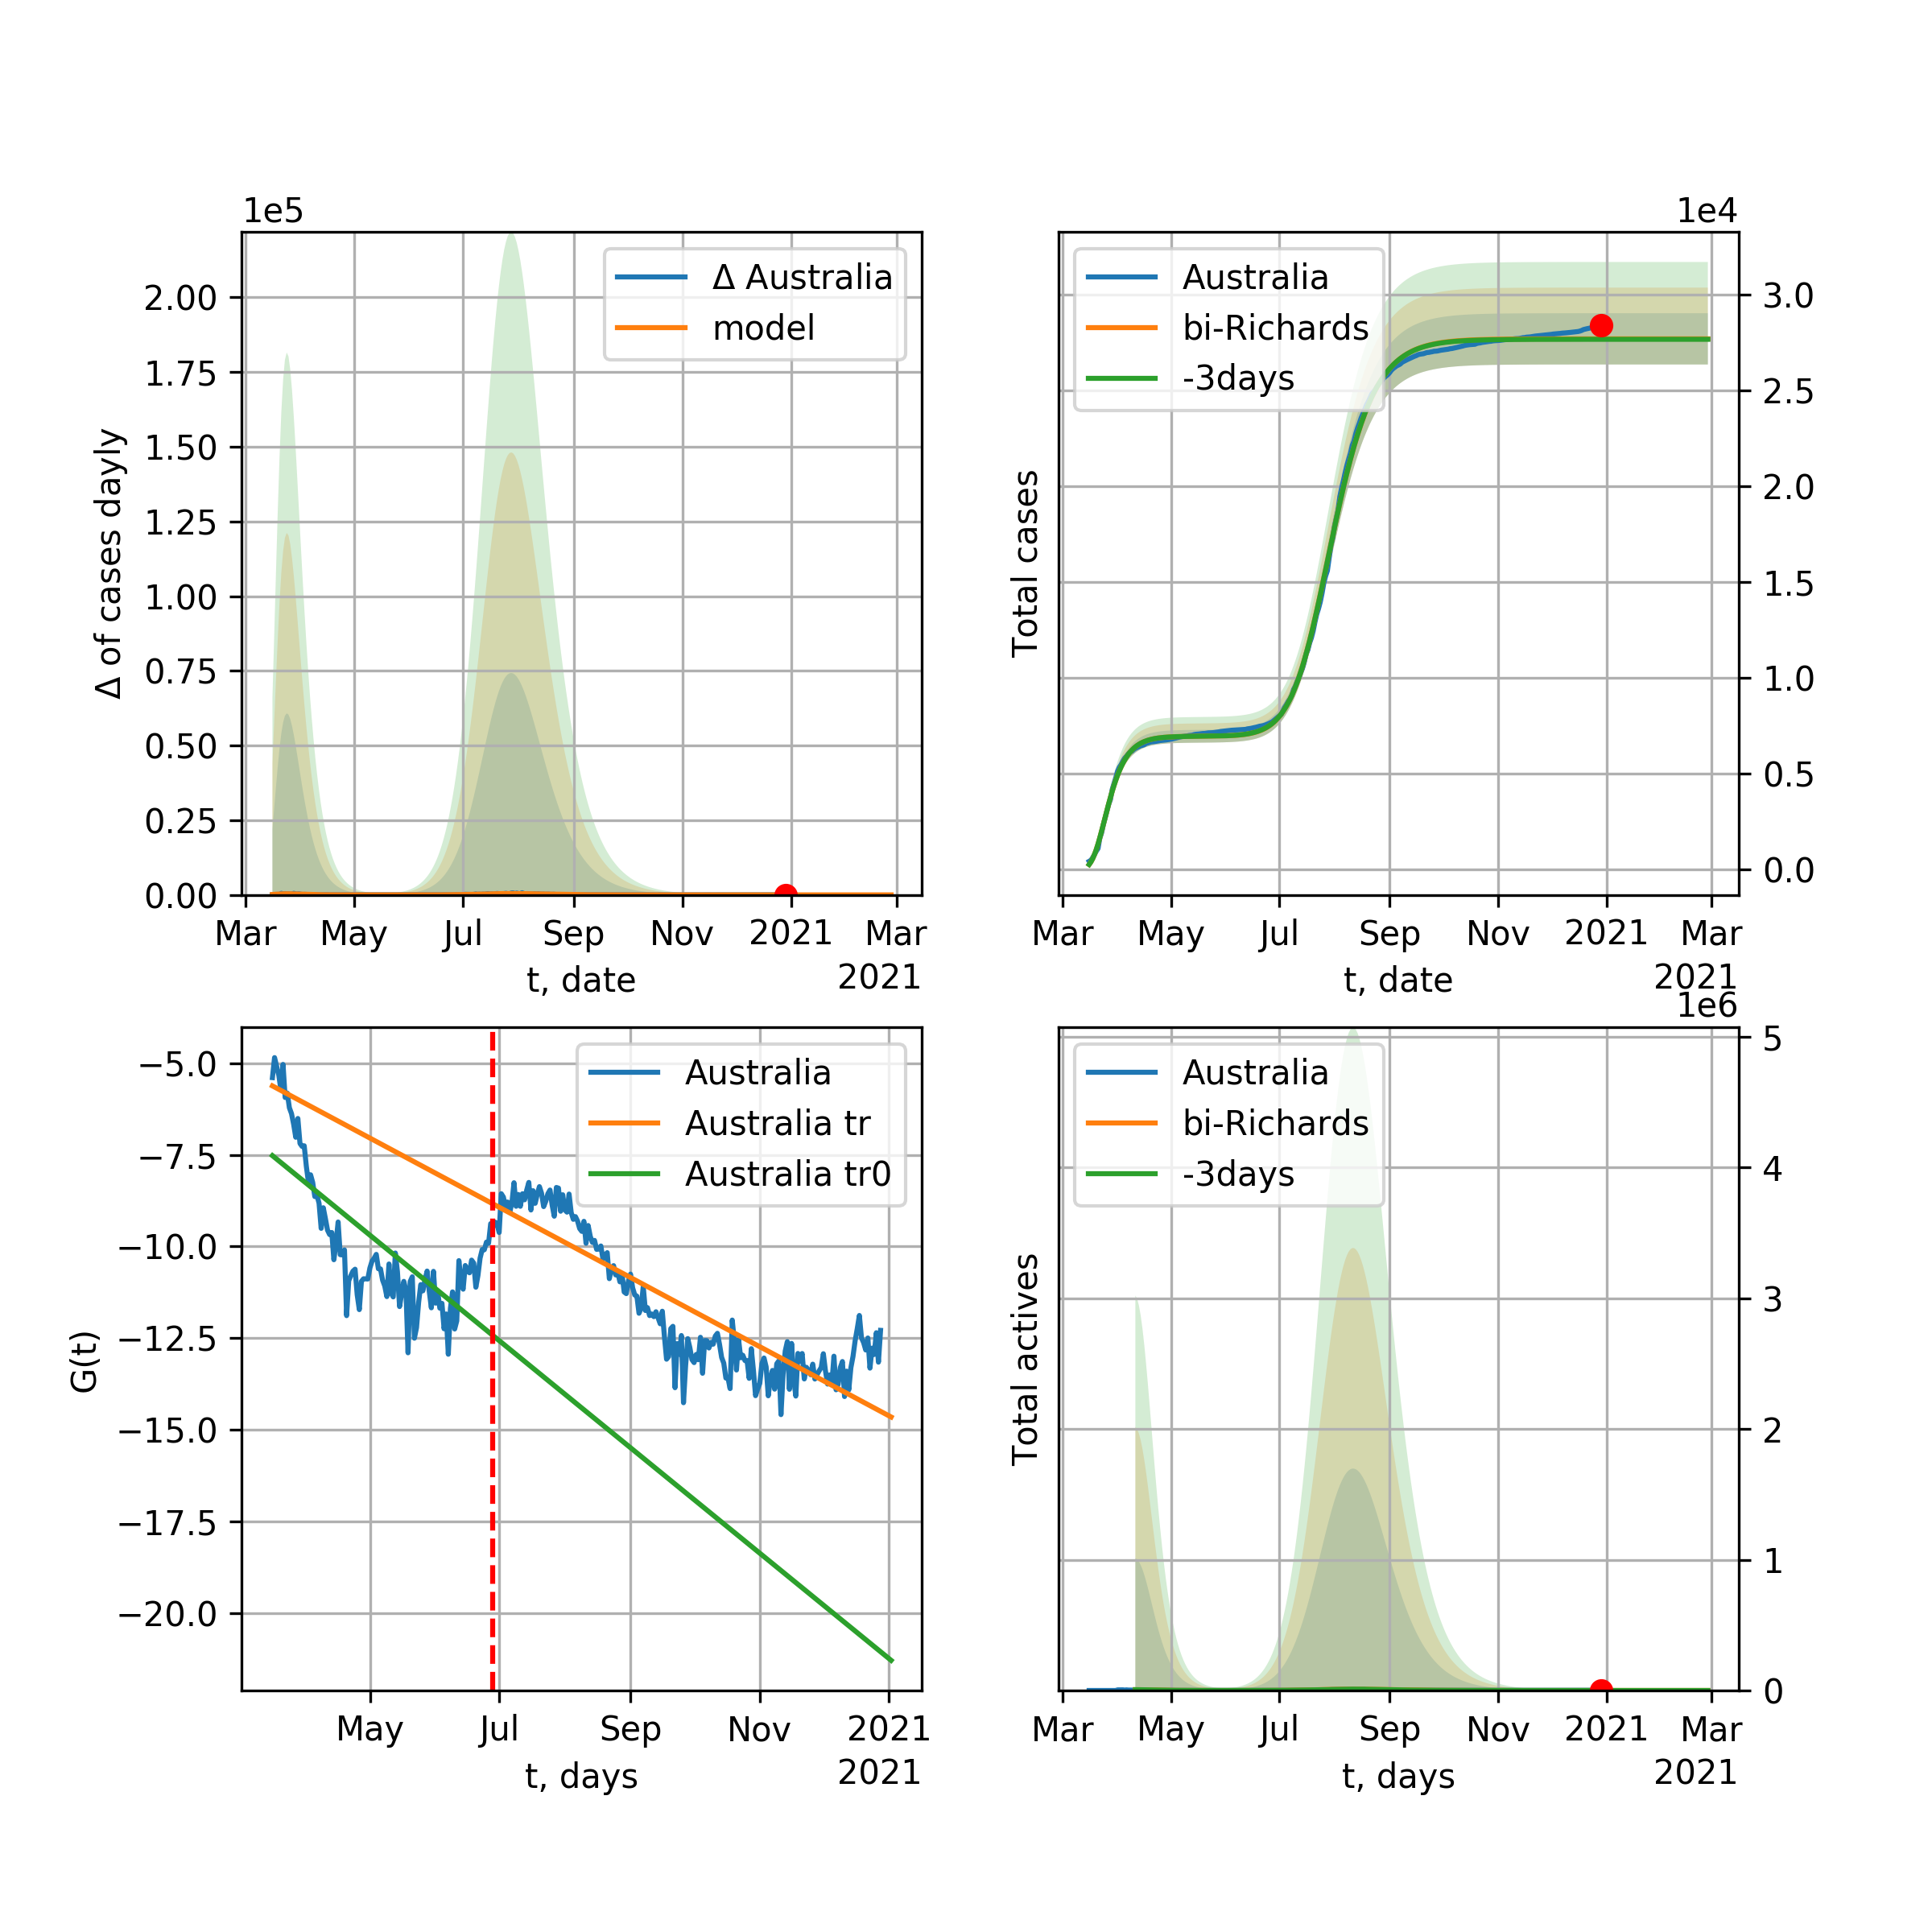 1e5
Δ Australia
model
2.00
1.75
1.50
1.25
1.00
0.75
0.50
0.25
0.00
Δ of cases dayly
Mar May Jul Sep Nov 2021 Mar
t, date 2021
1e4
Australia
bi-Richards
-3days
3.0
2.5
2.0
1.5
1.0
0.5
0.0
Total cases
Mar May Jul Sep Nov 2021 Mar
t, date 2021
Australia
Australia tr
Australia tr0
−5.0
−7.5
−10.0
−12.5
−15.0
−17.5
−20.0
G(t)
May Jul Sep Nov 2021
t, days 2021
1e6
Australia
bi-Richards
-3days
5
4
3
2
1
0
Total actives
Mar May Jul Sep Nov 2021 Mar
t, days 2021